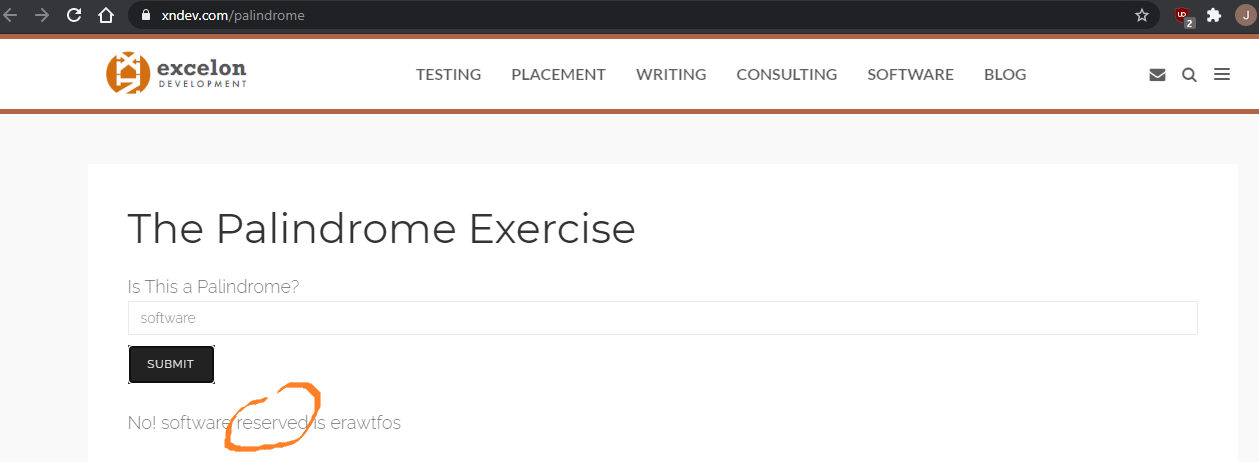 xndev.com/palindrome
UD
2
J
excelon
DEVELOPMENT
TESTING PLACEMENT WRITING CONSULTING SOFTWARE BLOG
The Palindrome Exercise
Is This a Palindrome?
software
SUBMIT
No! software reserved is erawtfos